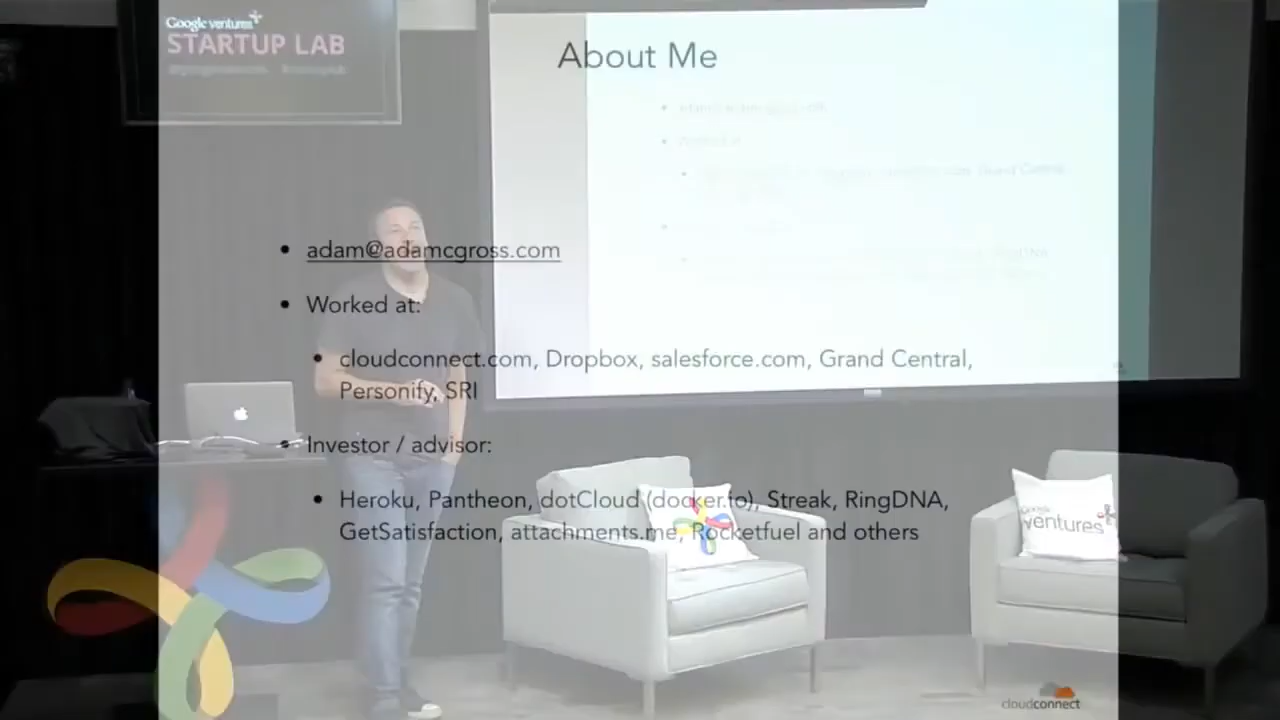 Google ventures
STARTUP LAB
About Me
• adam@adamcgross.com
• Worked at:
• cloudconnect.com, Dropbox, salesforce.com, Grand Central,
Personify, SRI
• Investor / advisor:
• Heroku, Pantheon, dotCloud (docker.io), Streak, RingDNA,
GetSatisfaction, attachments.me, Rocketfuel and others
Google
ventures
cloudconnect